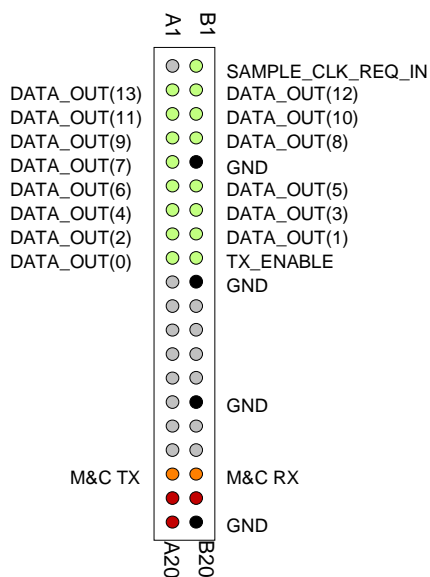 A1 B1
SAMPLE_CLK_REQ_IN
DATA_OUT(13) DATA_OUT(12)
DATA_OUT(11) DATA_OUT(10)
DATA_OUT(9) DATA_OUT(8)
DATA_OUT(7) GND
DATA_OUT(6) DATA_OUT(5)
DATA_OUT(4) DATA_OUT(3)
DATA_OUT(2) DATA_OUT(1)
DATA_OUT(0) TX_ENABLE
GND
GND
M&C TX M&C RX
GND
A20 B20